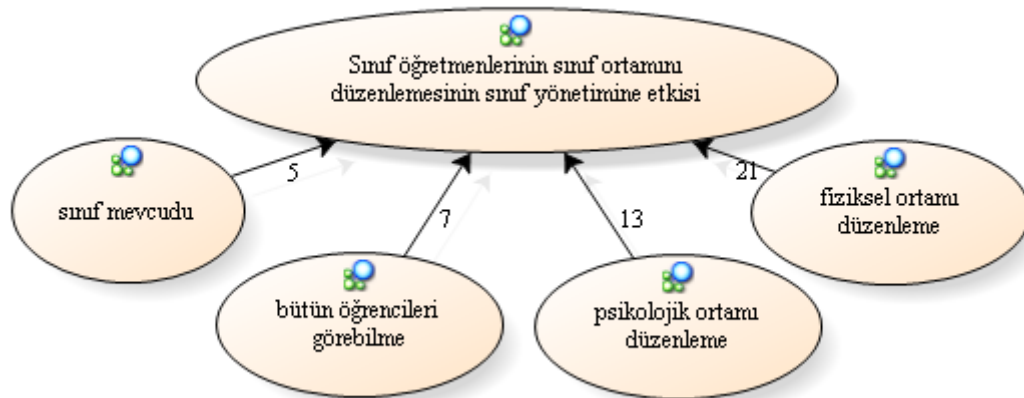 Sınıf öğretmenlerinin sınıf ortamını
düzenlemesinin sınıf yönetimine etkisi
5
7
13
21
sınıf mevcudu
bütün öğrencileri
görebilme
psikolojik ortamı
düzenleme
fiziksel ortamı
düzenleme